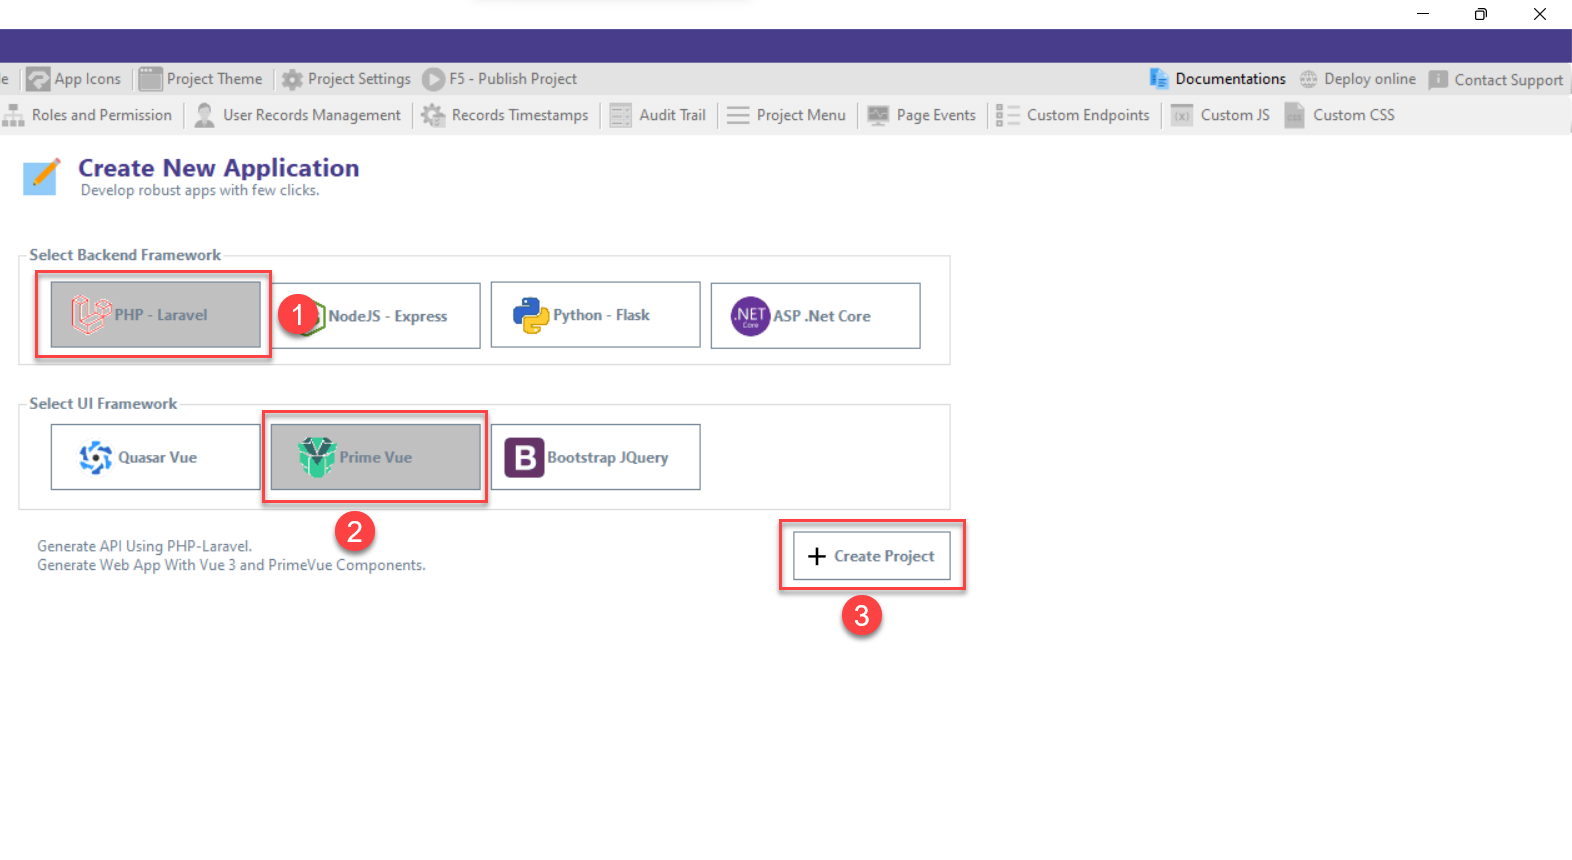 e App Icons Project Theme Project Settings F5 - Publish Project Documentations Deploy online Contact Support
Roles and Permission User Records Management Records Timestamps Audit Trail Project Menu Page Events Custom Endpoints (x) Custom JS CSS Custom CSS
Create New Application
Develop robust apps with few clicks.
Select Backend Framework
PHP - Laravel 1 NodeJS - Express Python - Flask .NET Core ASP .Net Core
Select UI Framework
Quasar Vue Prime Vue B Bootstrap JQuery
2
Generate API Using PHP-Laravel.
Generate Web App With Vue 3 and PrimeVue Components.
+ Create Project
3